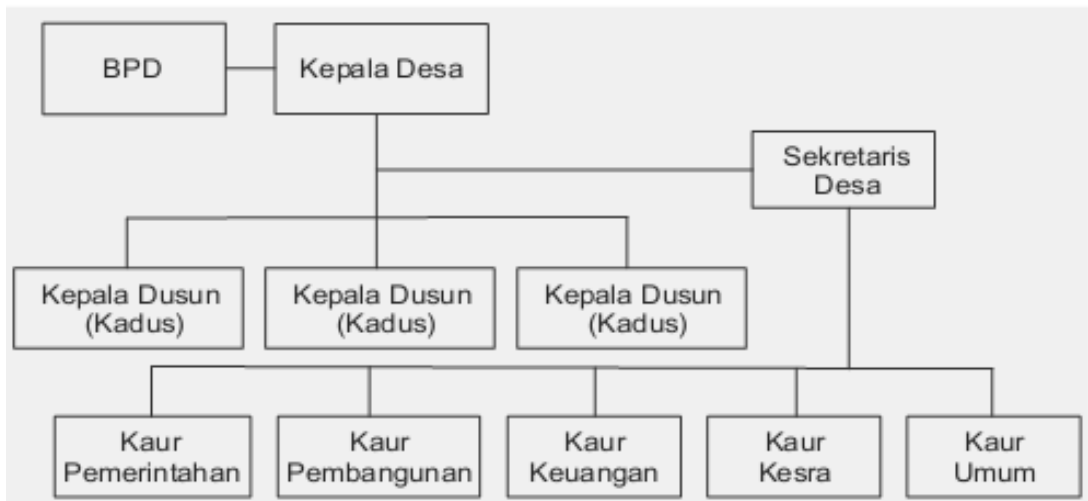 BPD
Kepala Desa
Sekretaris
Desa
Kepala Dusun
(Kadus)
Kepala Dusun
(Kadus)
Kepala Dusun
(Kadus)
Kaur
Pemerintahan
Kaur
Pembangunan
Kaur
Keuangan
Kaur
Kesra
Kaur
Umum